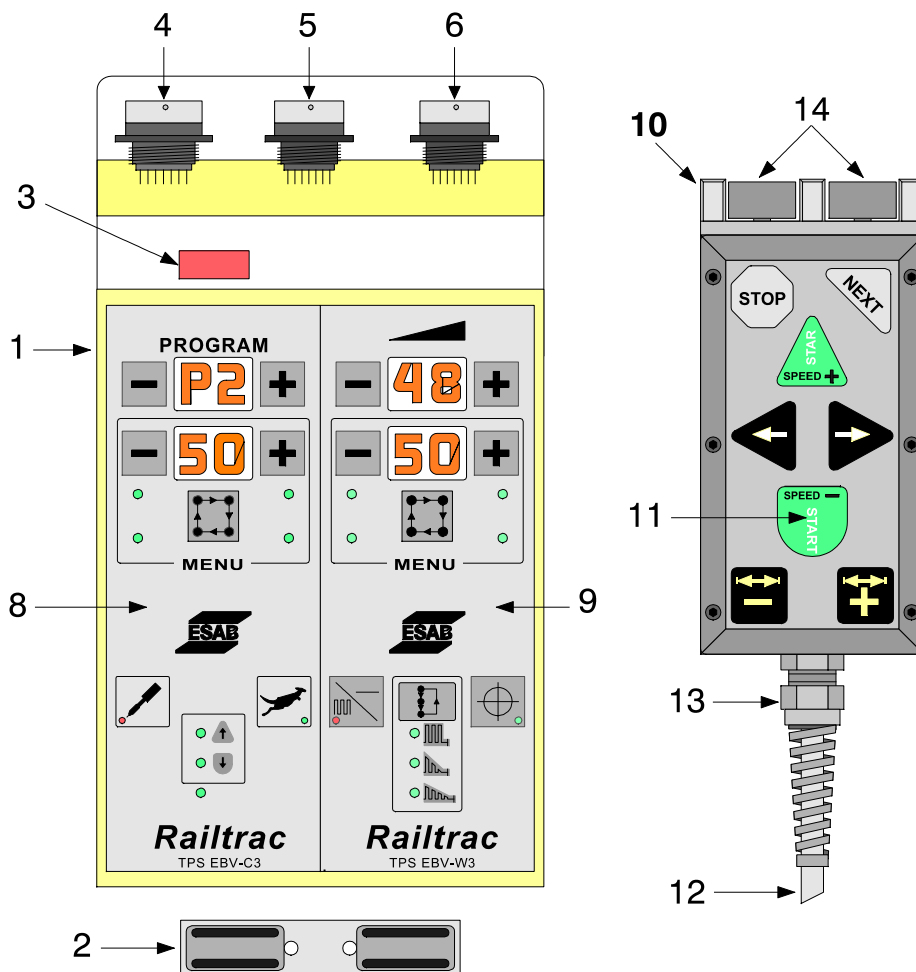 4 5 6
10 14
3
STOP NEXT
1
PROGRAM
STAR
SPEED +
- P2 + - 48 +
- 50 + - 50 +
SPEED -
START
11
MENU MENU
8 9
ESAB ESAB
- +
13
Railtrac Railtrac
TPS EBV-C3 TPS EBV-W3
12
2